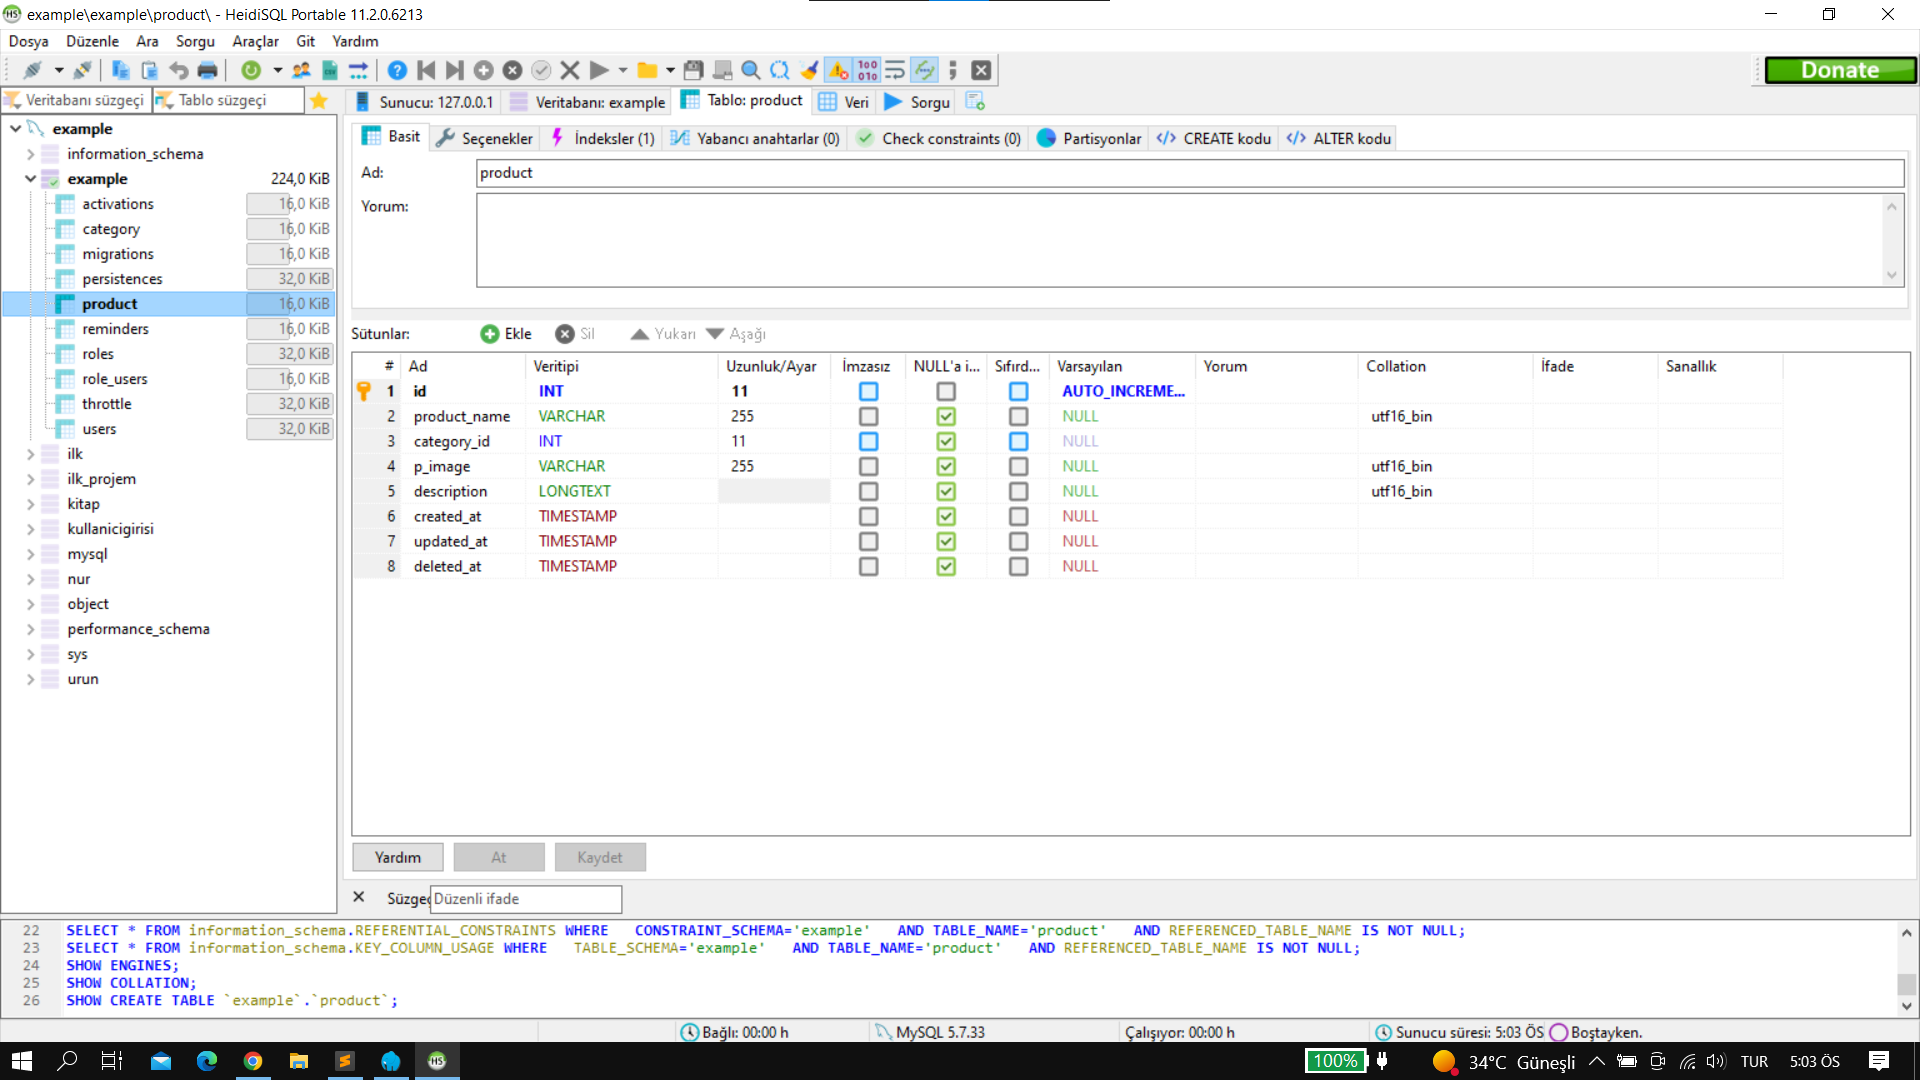 example\example\product\ - HeidiSQL Portable 11.2.0.6213
Dosya Düzenle Ara Sorgu Araçlar Git Yardım
Donate
Veritabanı süzgeçi Tablo süzgeçi
Sunucu: 127.0.0.1 Veritabanı: example Tablo: product Veri Sorgu
example
information_schema
example 224,0 KiB
activations 16,0 KiB
category 16,0 KiB
migrations 16,0 KiB
persistences 32,0 KiB
product 16,0 KiB
reminders 16,0 KiB
roles 32,0 KiB
role_users 16,0 KiB
throttle 32,0 KiB
users 32,0 KiB
ilk
ilk_projem
kitap
kullanicigirisi
mysql
nur
object
performance_schema
sys
urun
Basit Seçenekler İndeksler (1) Yabancı anahtarlar (0) Check constraints (0) Partisyonlar CREATE kodu ALTER kodu
Ad: product
Yorum:
Sütunlar: Ekle Sil Yukarı Aşağı
# Ad Veritipi Uzunluk/Ayar İmzasız NULL'a i... Sıfırd... Varsayılan Yorum Collation İfade Sanallık
1 id INT 11 AUTO_INCREME...
2 product_name VARCHAR 255 NULL utf16_bin
3 category_id INT 11 NULL
4 p_image VARCHAR 255 NULL utf16_bin
5 description LONGTEXT NULL utf16_bin
6 created_at TIMESTAMP NULL
7 updated_at TIMESTAMP NULL
8 deleted_at TIMESTAMP NULL
Yardım At Kaydet
Süzgeç Düzenli ifade
22 SELECT * FROM information_schema.REFERENTIAL_CONSTRAINTS WHERE CONSTRAINT_SCHEMA='example' AND TABLE_NAME='product' AND REFERENCED_TABLE_NAME IS NOT NULL;
23 SELECT * FROM information_schema.KEY_COLUMN_USAGE WHERE TABLE_SCHEMA='example' AND TABLE_NAME='product' AND REFERENCED_TABLE_NAME IS NOT NULL;
24 SHOW ENGINES;
25 SHOW COLLATION;
26 SHOW CREATE TABLE `example`.`product`;
Bağlı: 00:00 h MySQL 5.7.33 Çalışıyor: 00:00 h Sunucu süresi: 5:03 ÖS Boştayken.
100% 34°C Güneşli TUR 5:03 ÖS